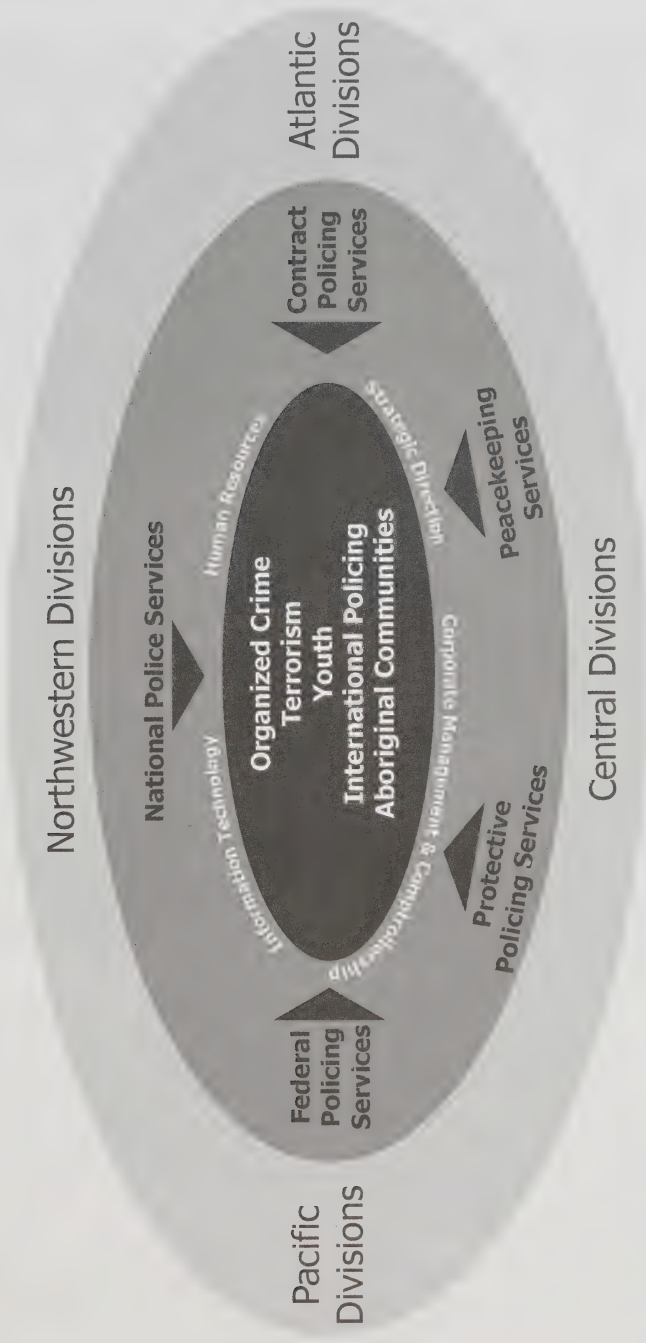 Northwestern Divisions
National Police Services
Pacific
Divisions
Federal
Policing
Services
Information Technology
Human Resources
Organized Crime
Terrorism
Youth
International Policing
Aboriginal Communities
Corporate Management & Comptrollership
Strategic Direction
Contract
Policing
Services
Atlantic
Divisions
Protective
Policing Services
Peacekeeping
Services
Central Divisions